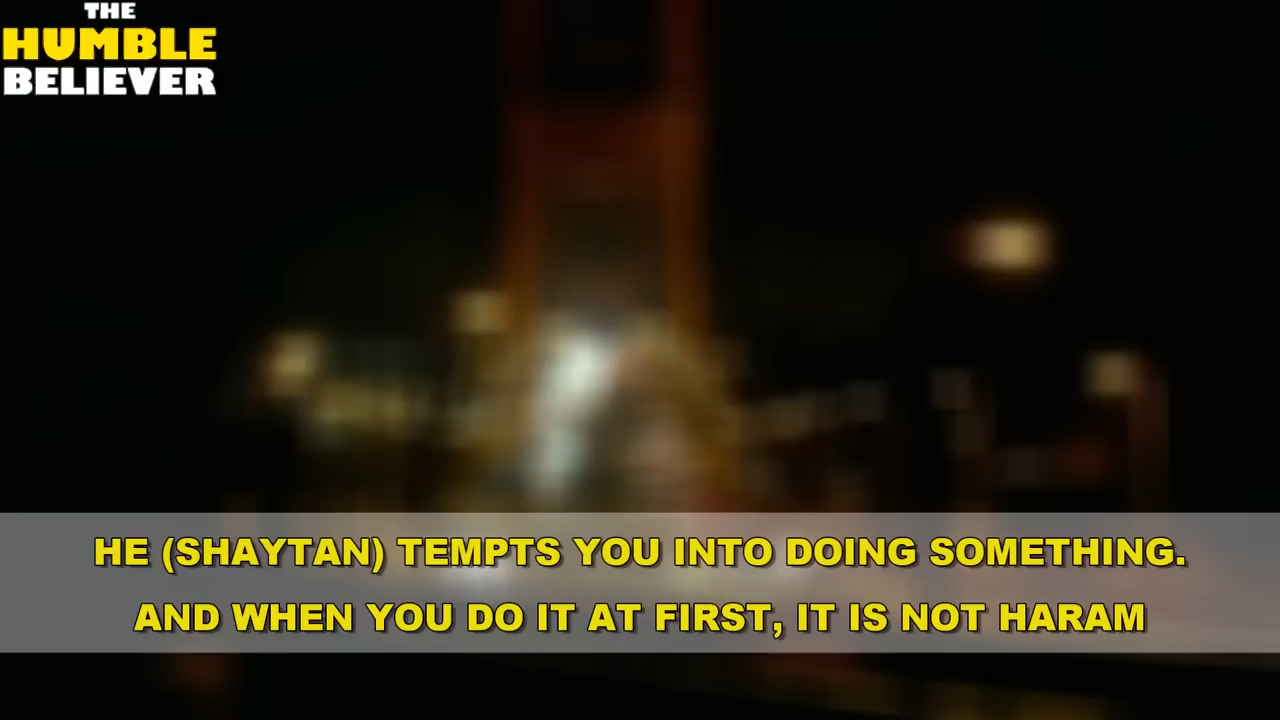 THE
HUMBLE
BELIEVER
HE (SHAYTAN) TEMPTS YOU INTO DOING SOMETHING.
AND WHEN YOU DO IT AT FIRST, IT IS NOT HARAM